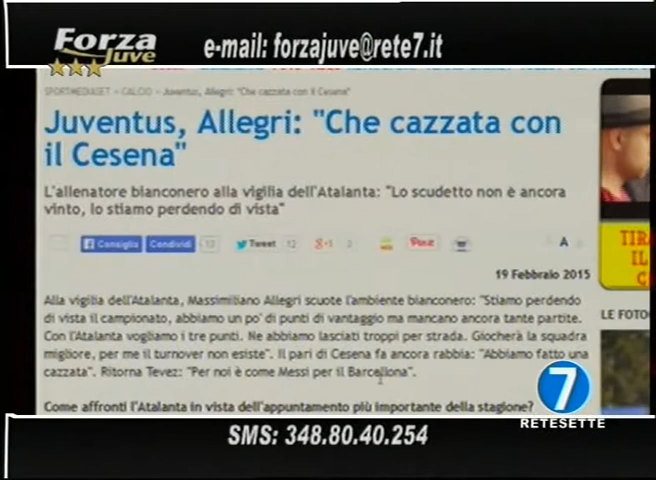 Forza
Juve
e-mail: forzajuve@rete7.it
SPORTMEDIASET » CALCIO » Juventus, Allegri: "Che cazzata con il Cesena"
Juventus, Allegri: "Che cazzata con
il Cesena"
L'allenatore bianconero alla vigilia dell'Atalanta: "Lo scudetto non è ancora
vinto, lo stiamo perdendo di vista"
Consiglia Condividi 13 Tweet 12 g+1 0 Pin it A
TIR
IL
19 Febbraio 2015
Alla vigilia dell'Atalanta, Massimiliano Allegri scuote l'ambiente bianconero: "Stiamo perdendo
di vista il campionato, abbiamo un po' di punti di vantaggio ma mancano ancora tante partite.
LE FOTO
Con l'Atalanta vogliamo i tre punti. Ne abbiamo lasciati troppi per strada. Giocherà la squadra
migliore, per me il turnover non esiste". Il pari di Cesena fa ancora rabbia: "Abbiamo fatto una
cazzata". Ritorna Tevez: "Per noi è come Messi per il Barcellona".
Come affronti l'Atalanta in vista dell'appuntamento più importante della stagione?
7
RETESETTE
SMS: 348.80.40.254